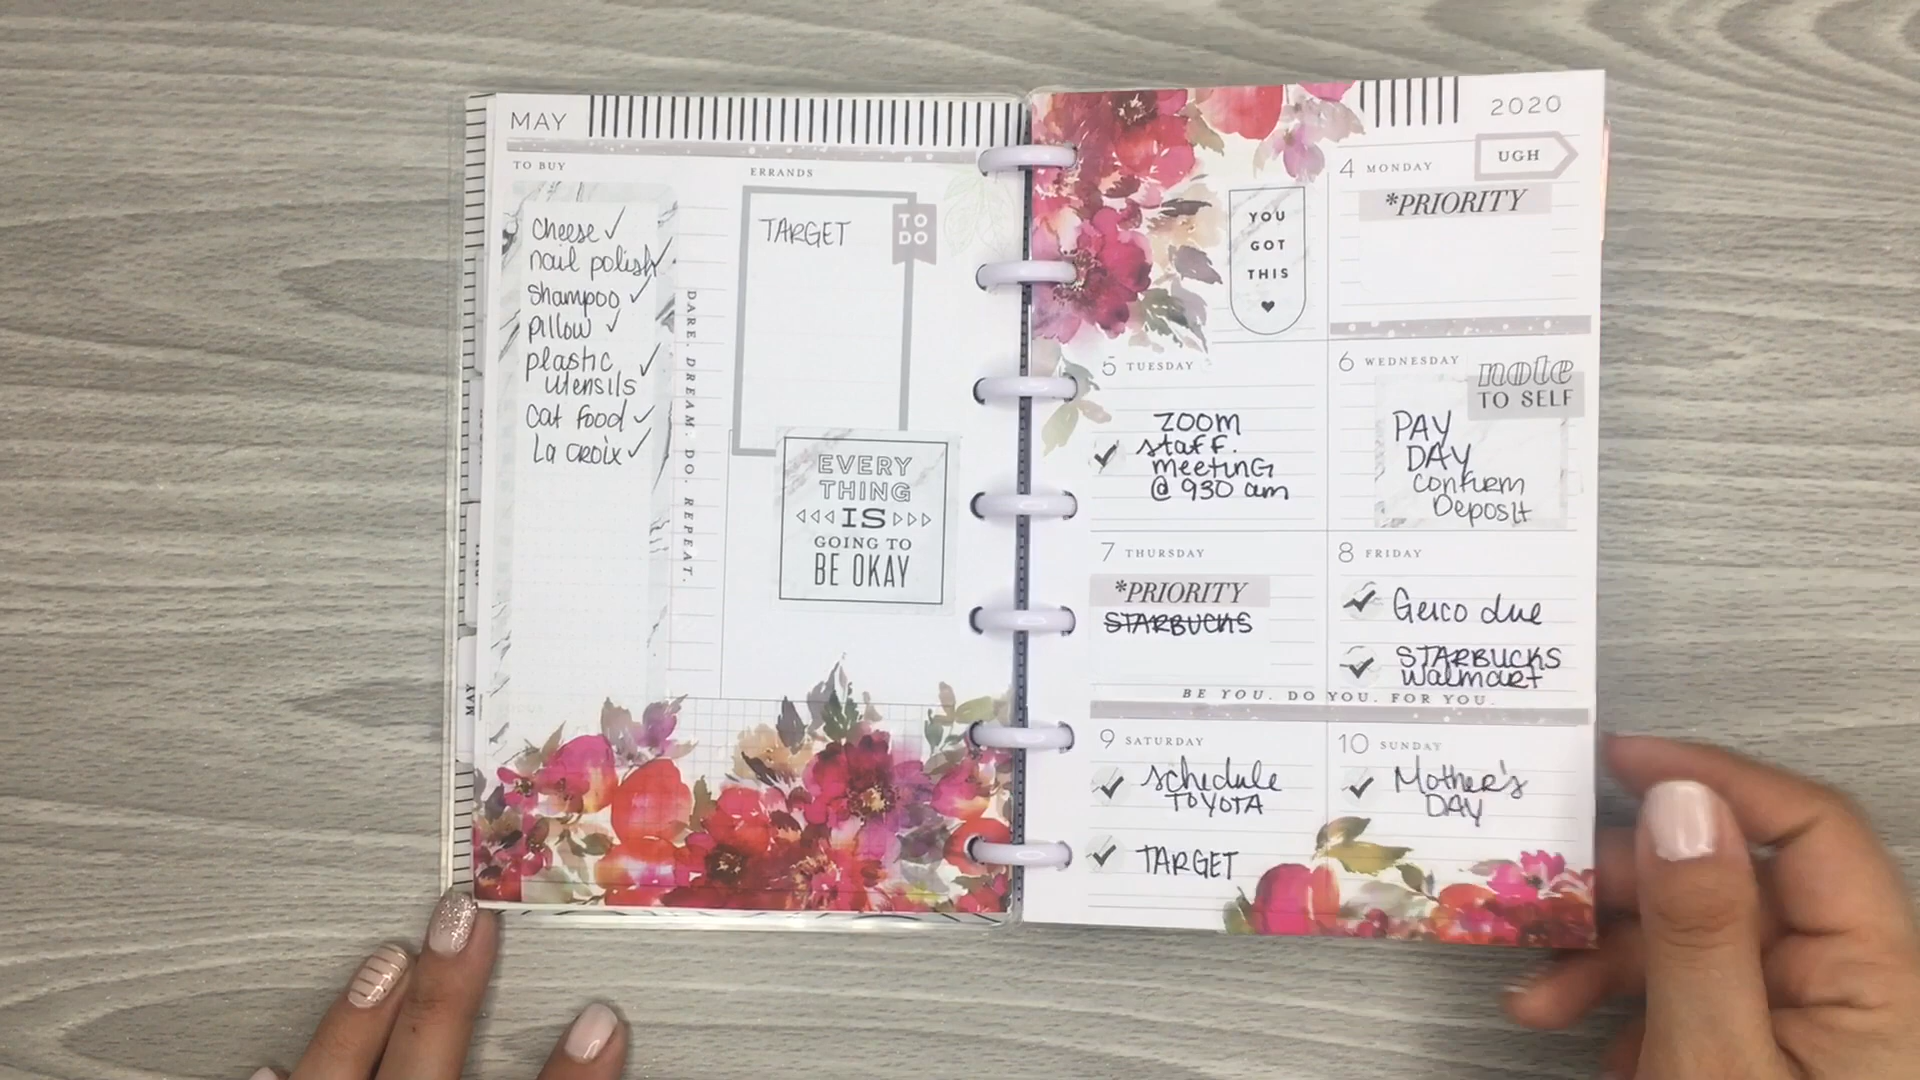 MAY
TO BUY
cheese ✓
nail polish ✓
shampoo ✓
pillow ✓
plastic ✓
utensils
cat food ✓
La Croix ✓
DARE. DREAM. DO. REPEAT.
ERRANDS
TARGET
TO
DO
EVERY
THING
IS
GOING TO
BE OKAY
MAY
2020
YOU
GOT
THIS
4 MONDAY
UGH
*PRIORITY
5 TUESDAY
ZOOM
staff.
meeting
@ 930 am
6 WEDNESDAY
note
TO SELF
PAY
DAY
confirm
Deposit
7 THURSDAY
*PRIORITY
STARBUCKS
8 FRIDAY
Geico due
STARBUCKS
Walmart
BE YOU. DO YOU. FOR YOU.
9 SATURDAY
schedule
TOYOTA
TARGET
10 SUNDAY
Mother's
DAY